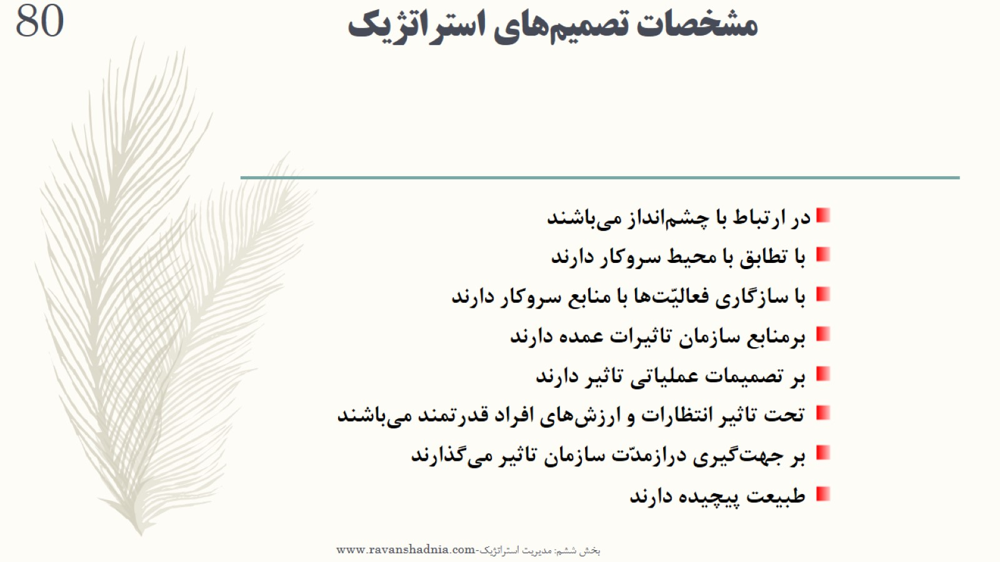 80
مشخصات تصمیم‌های استراتژیک
در ارتباط با چشم‌انداز می‌باشند
با تطابق با محیط سروکار دارند
با سازگاری فعالیّت‌ها با منابع سروکار دارند
برمنابع سازمان تاثیرات عمده دارند
بر تصمیمات عملیاتی تاثیر دارند
تحت تاثیر انتظارات و ارزش‌های افراد قدرتمند می‌باشند
بر جهت‌گیری درازمدّت سازمان تاثیر می‌گذارند
طبیعت پیچیده دارند
بخش ششم: مدیریت استراتژیک-www.ravanshadnia.com